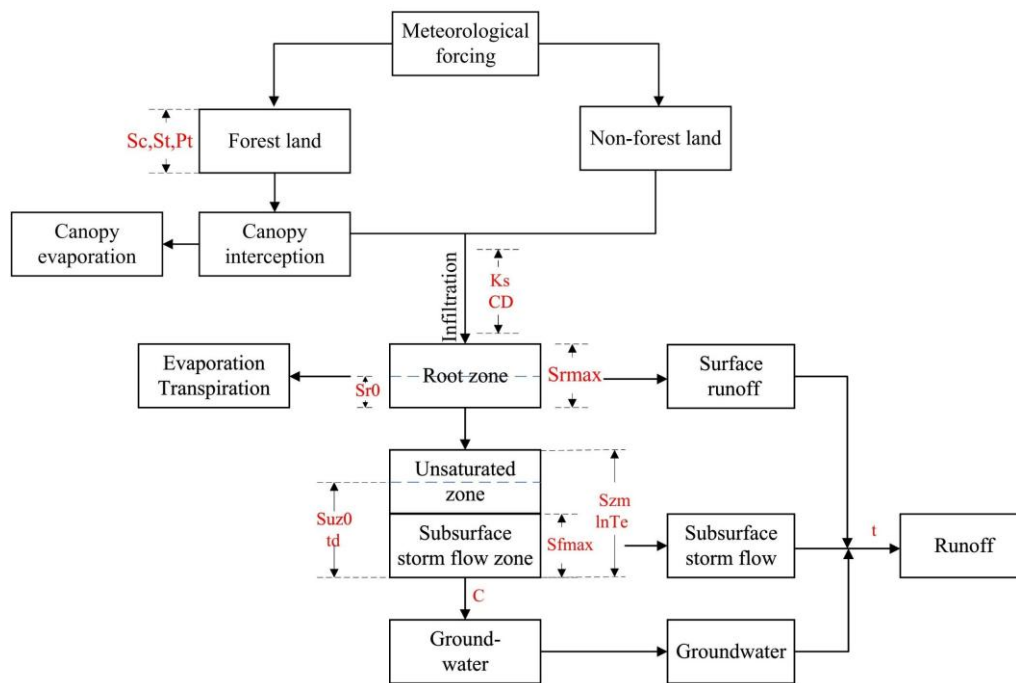 Meteorological
forcing
Sc,St,Pt
Forest land
Non-forest land
Canopy
evaporation
Canopy
interception
Infiltration
Ks
CD
Evaporation
Transpiration
Sr0
Root zone
Srmax
Surface
runoff
Unsaturated
zone
Suz0
td
Szm
lnTe
Subsurface
storm flow zone
Sfmax
Subsurface
storm flow
t
Runoff
C
Ground-
water
Groundwater